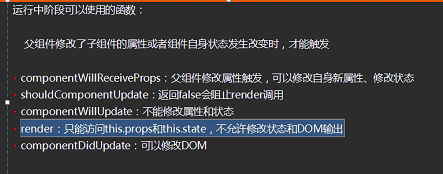 运行中阶段可以使用的函数：
父组件修改了子组件的属性或者组件自身状态发生改变时，才能触发
componentWillReceiveProps：父组件修改属性触发，可以修改自身新属性、修改状态
shouldComponentUpdate：返回false会阻止render调用
componentWillUpdate：不能修改属性和状态
render：只能访问this.props和this.state，不允许修改状态和DOM输出
componentDidUpdate：可以修改DOM